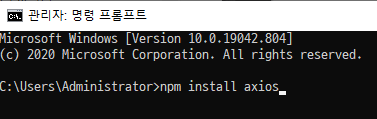 관리자: 명령 프롬프트
Microsoft Windows [Version 10.0.19042.804]
(c) 2020 Microsoft Corporation. All rights reserved.
C:\Users\Administrator>npm install axios